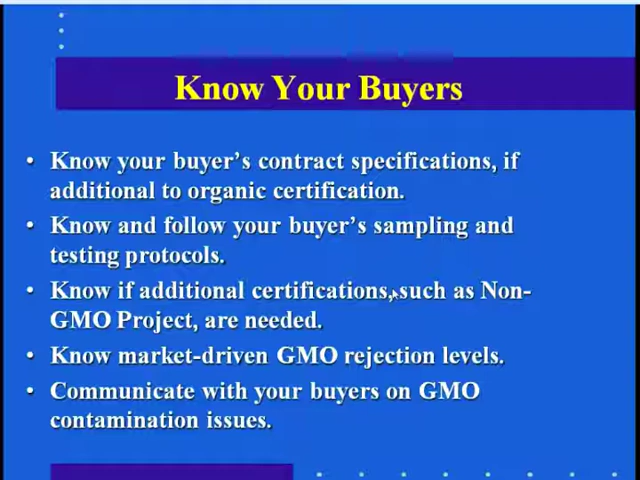 Know Your Buyers
• Know your buyer's contract specifications, if
additional to organic certification.
• Know and follow your buyer's sampling and
testing protocols.
• Know if additional certifications, such as Non-
GMO Project, are needed.
• Know market-driven GMO rejection levels.
• Communicate with your buyers on GMO
contamination issues.